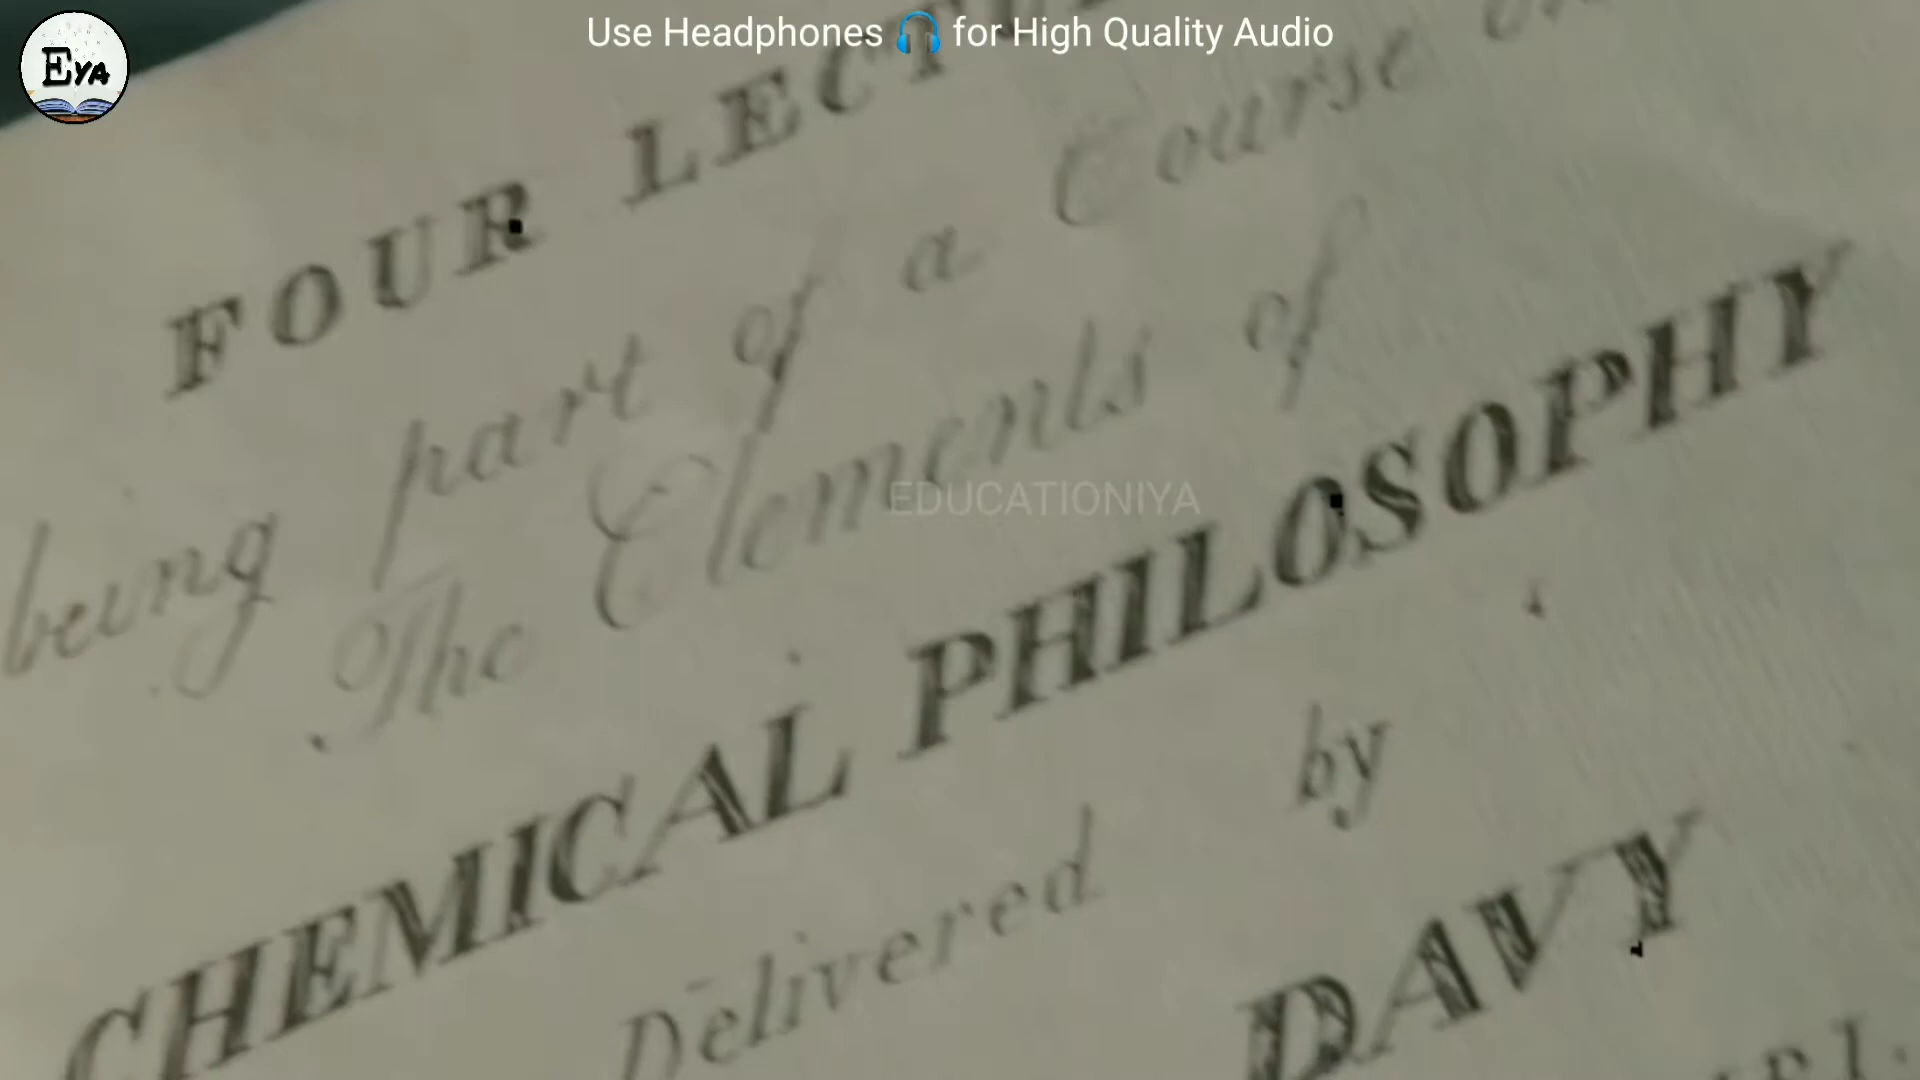 Use Headphones 🎧 for High Quality Audio
EYA
FOUR
being part of a Course
The Elements of
EDUCATIONIYA
CHEMICAL PHILOSOPHY
Delivered by
DAVY